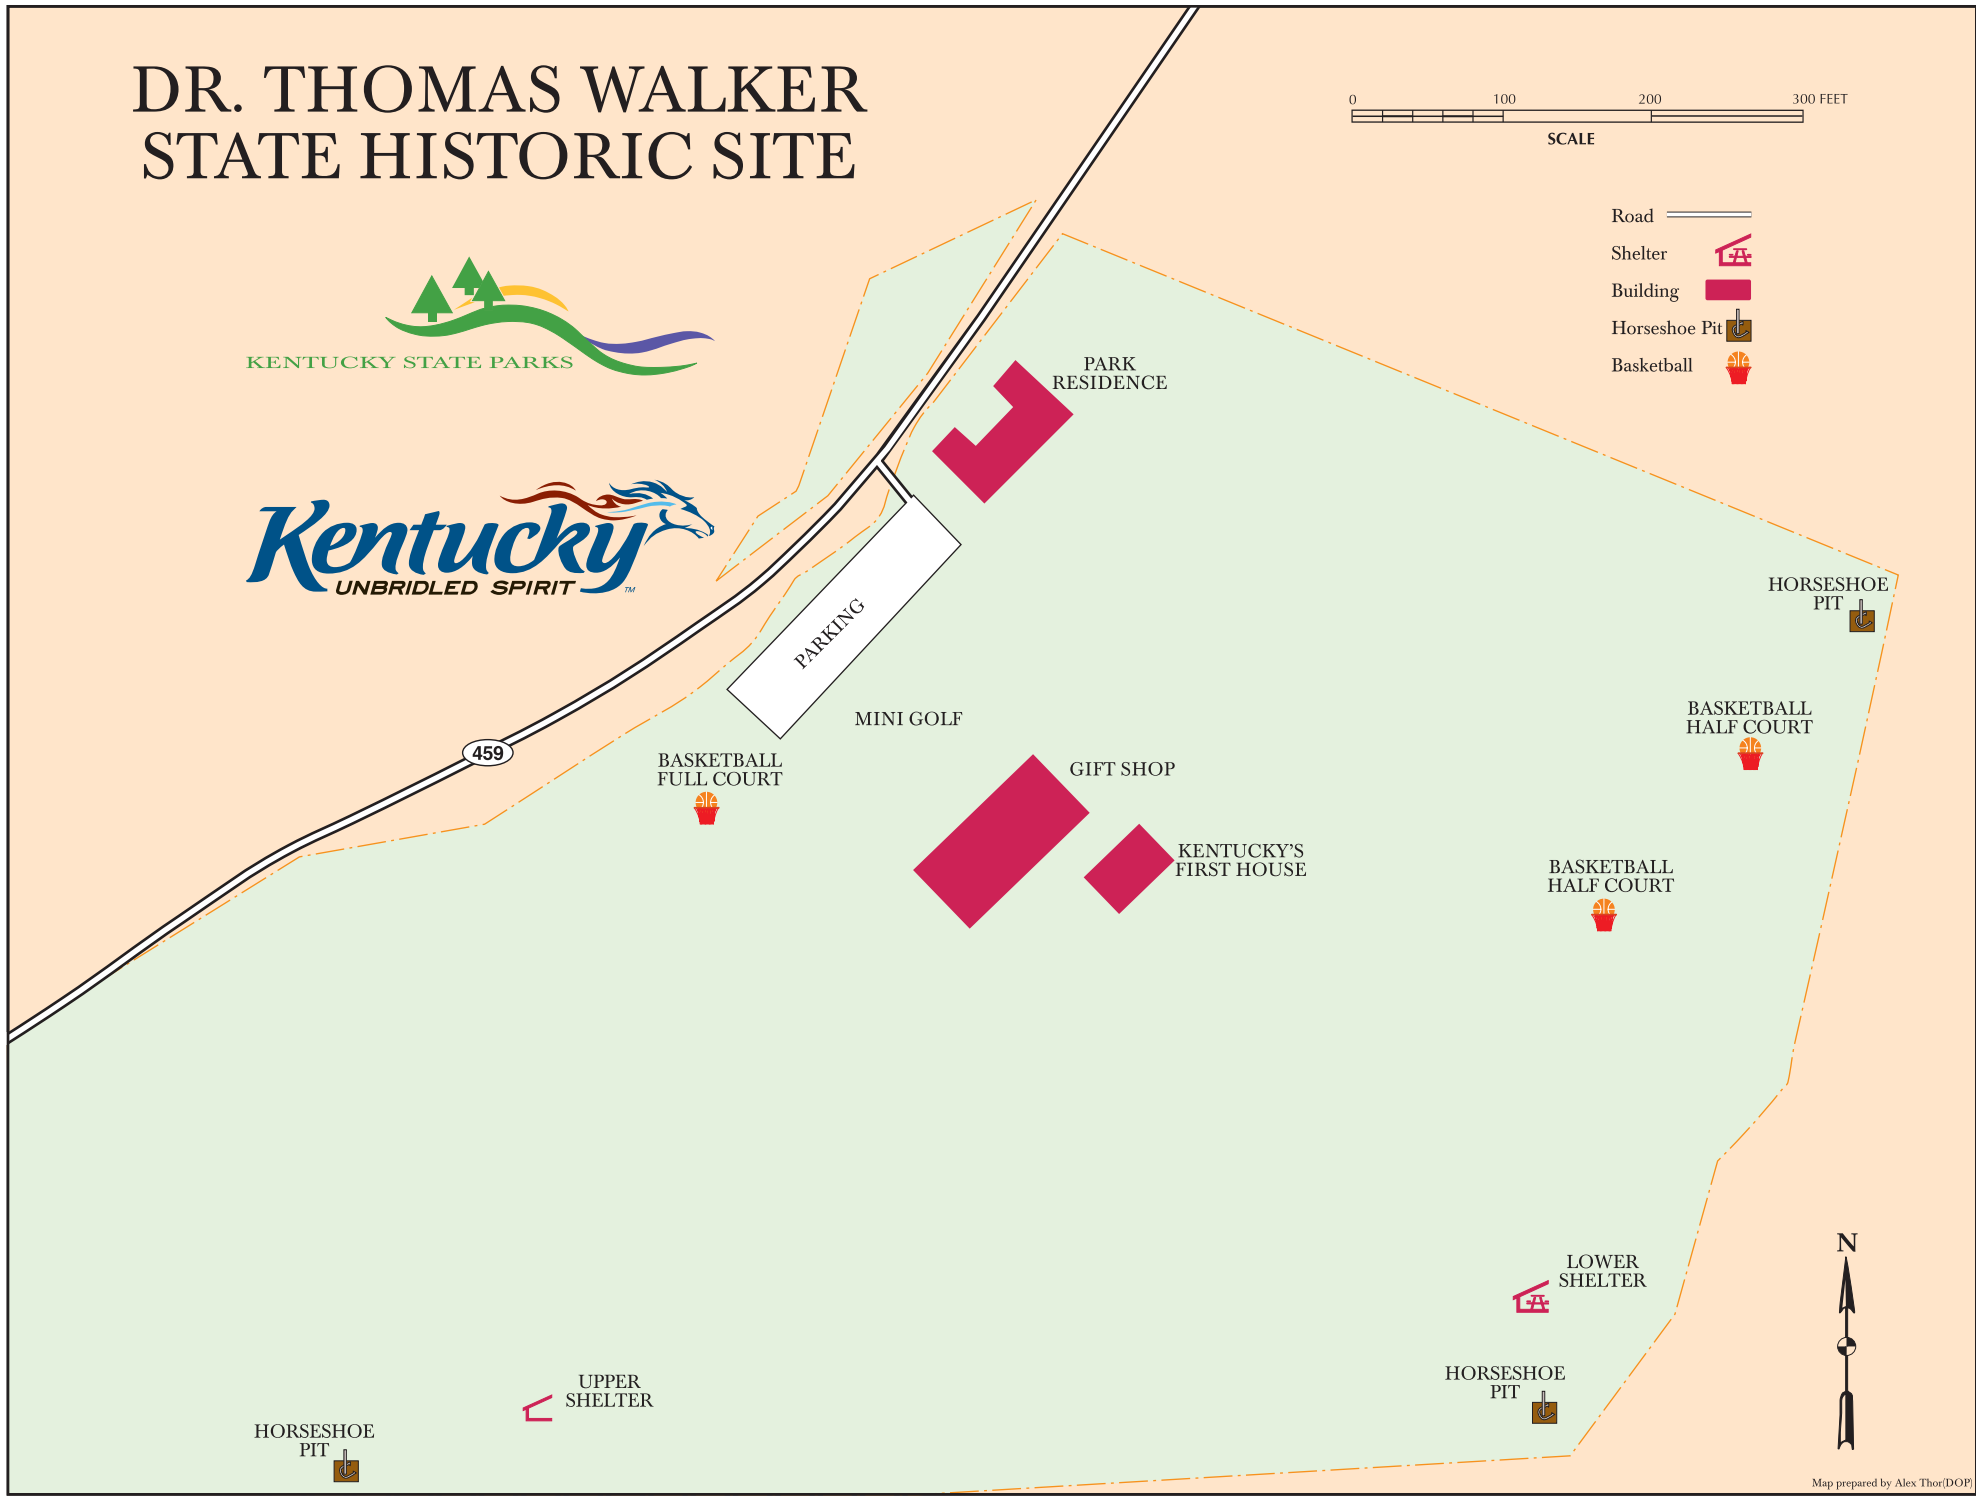 DR. THOMAS WALKER
STATE HISTORIC SITE
0 100 200 300 FEET
SCALE
Road
Shelter
Building
Horseshoe Pit
Basketball
KENTUCKY STATE PARKS
Kentucky
UNBRIDLED SPIRIT™
PARK
RESIDENCE
PARKING
HORSESHOE
PIT
MINI GOLF
BASKETBALL
HALF COURT
459
BASKETBALL
FULL COURT
GIFT SHOP
KENTUCKY'S
FIRST HOUSE
BASKETBALL
HALF COURT
N
LOWER
SHELTER
HORSESHOE
PIT
UPPER
SHELTER
HORSESHOE
PIT
Map prepared by Alex Thor(DOP)